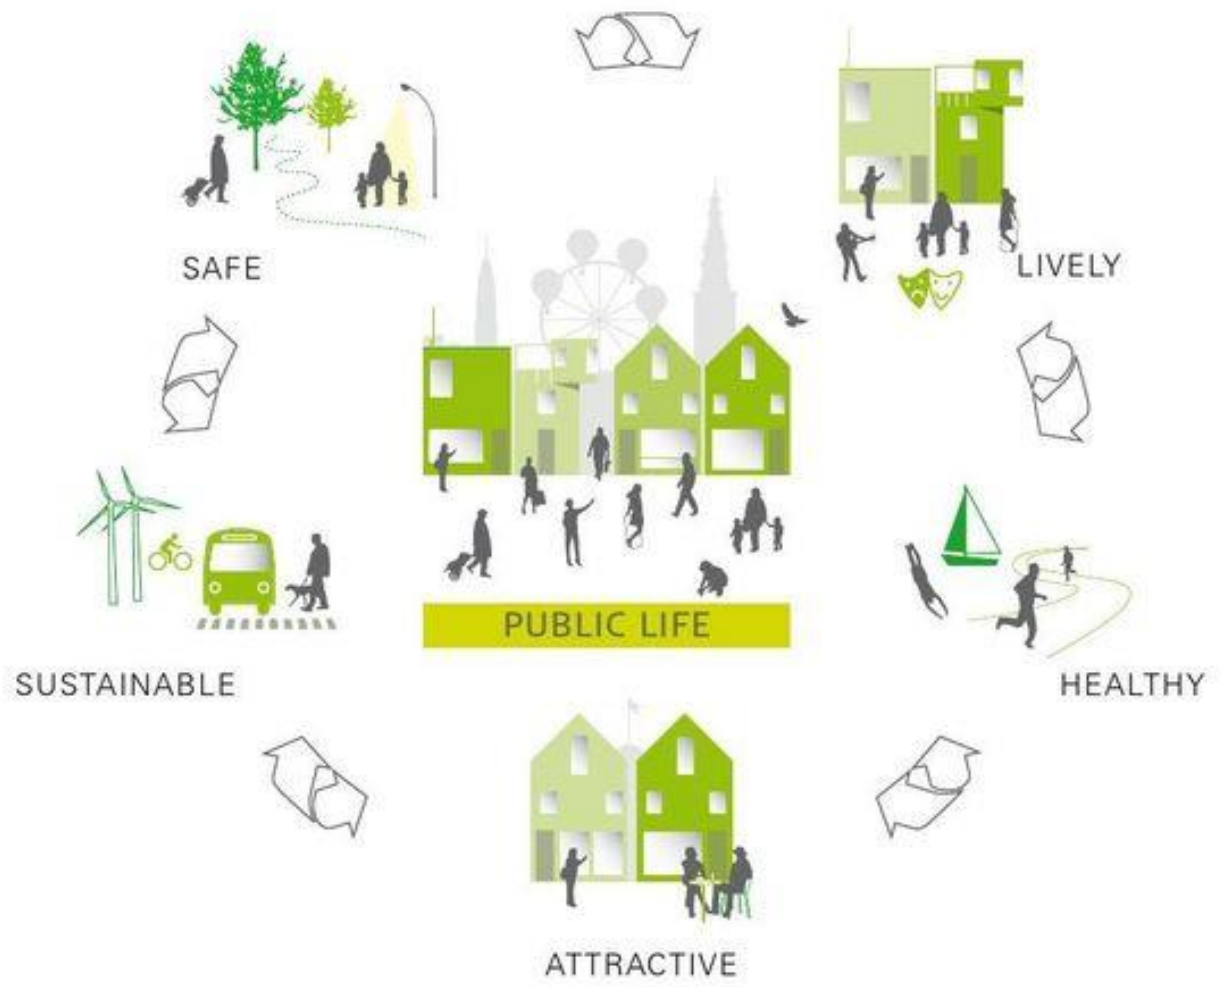 SAFE
LIVELY
PUBLIC LIFE
SUSTAINABLE
HEALTHY
ATTRACTIVE